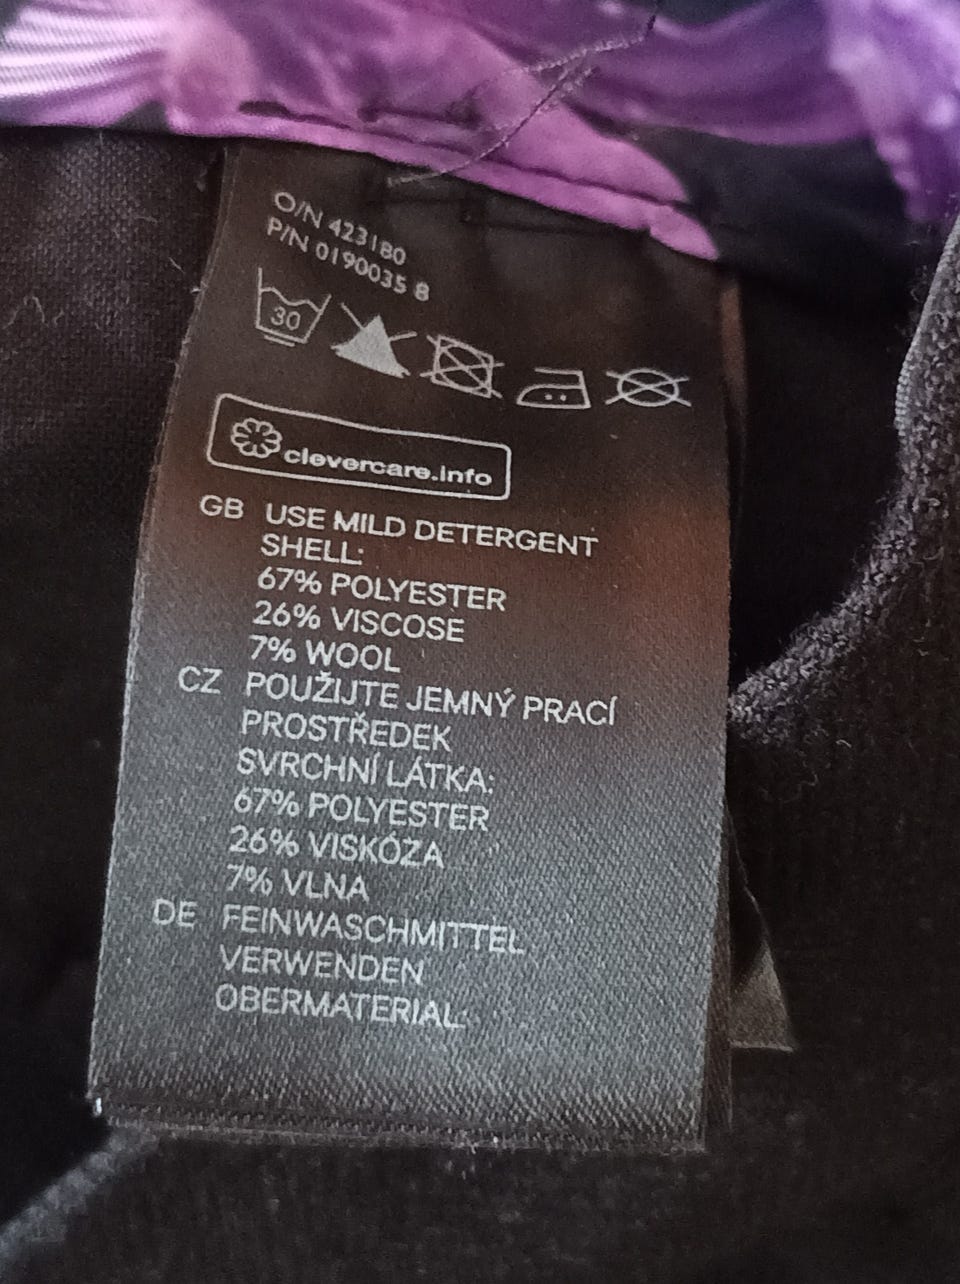 O/N 423180
P/N 0190035 8
30
clevercare.info
GB USE MILD DETERGENT
SHELL:
67% POLYESTER
26% VISCOSE
7% WOOL
CZ POUŽIJTE JEMNÝ PRACÍ
PROSTŘEDEK
SVRCHNÍ LÁTKA:
67% POLYESTER
26% VISKÓZA
7% VLNA
DE FEINWASCHMITTEL
VERWENDEN
OBERMATERIAL: